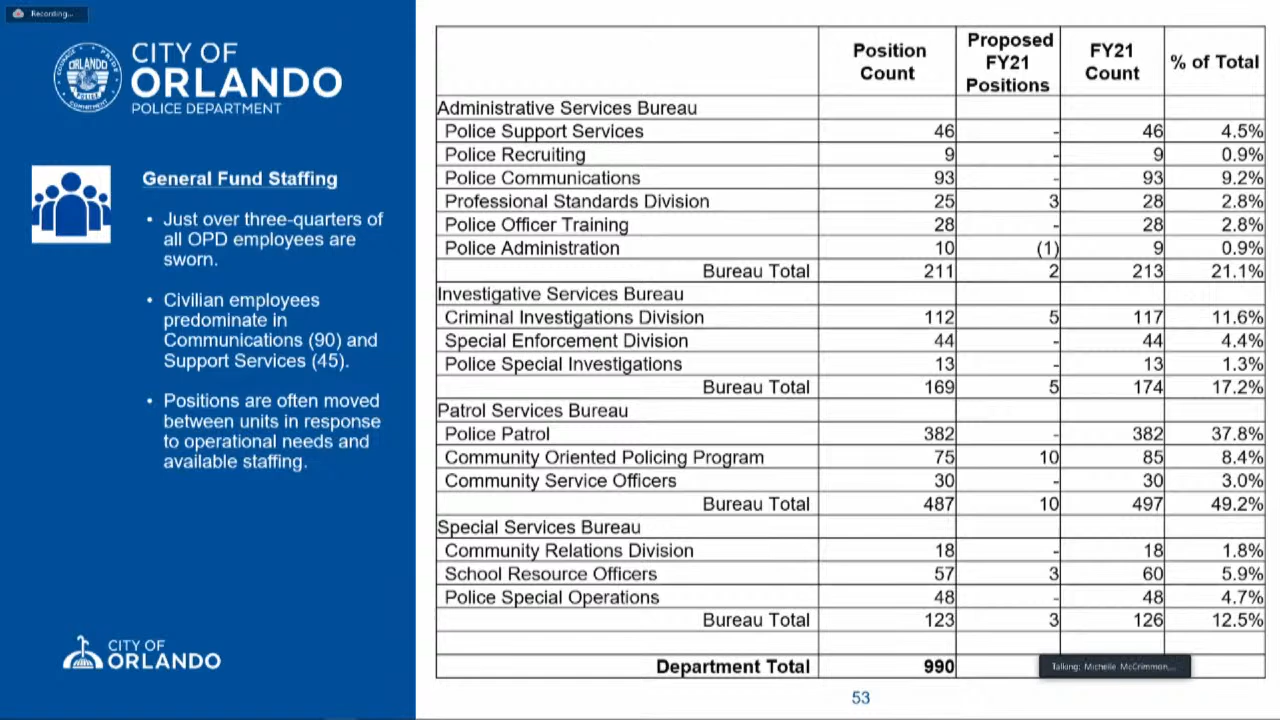 Recording...
CITY OF
ORLANDO
POLICE DEPARTMENT
ORLANDO
POLICE
General Fund Staffing
• Just over three-quarters of
all OPD employees are
sworn.
• Civilian employees
predominate in
Communications (90) and
Support Services (45).
• Positions are often moved
between units in response
to operational needs and
available staffing.
CITY OF
ORLANDO
Position Count Proposed FY21 Positions FY21 Count % of Total
Administrative Services Bureau
Police Support Services 46 - 46 4.5%
Police Recruiting 9 - 9 0.9%
Police Communications 93 - 93 9.2%
Professional Standards Division 25 3 28 2.8%
Police Officer Training 28 - 28 2.8%
Police Administration 10 (1) 9 0.9%
Bureau Total 211 2 213 21.1%
Investigative Services Bureau
Criminal Investigations Division 112 5 117 11.6%
Special Enforcement Division 44 - 44 4.4%
Police Special Investigations 13 - 13 1.3%
Bureau Total 169 5 174 17.2%
Patrol Services Bureau
Police Patrol 382 - 382 37.8%
Community Oriented Policing Program 75 10 85 8.4%
Community Service Officers 30 - 30 3.0%
Bureau Total 487 10 497 49.2%
Special Services Bureau
Community Relations Division 18 - 18 1.8%
School Resource Officers 57 3 60 5.9%
Police Special Operations 48 - 48 4.7%
Bureau Total 123 3 126 12.5%
Department Total 990
Talking: Michelle McCrimmon,...
53